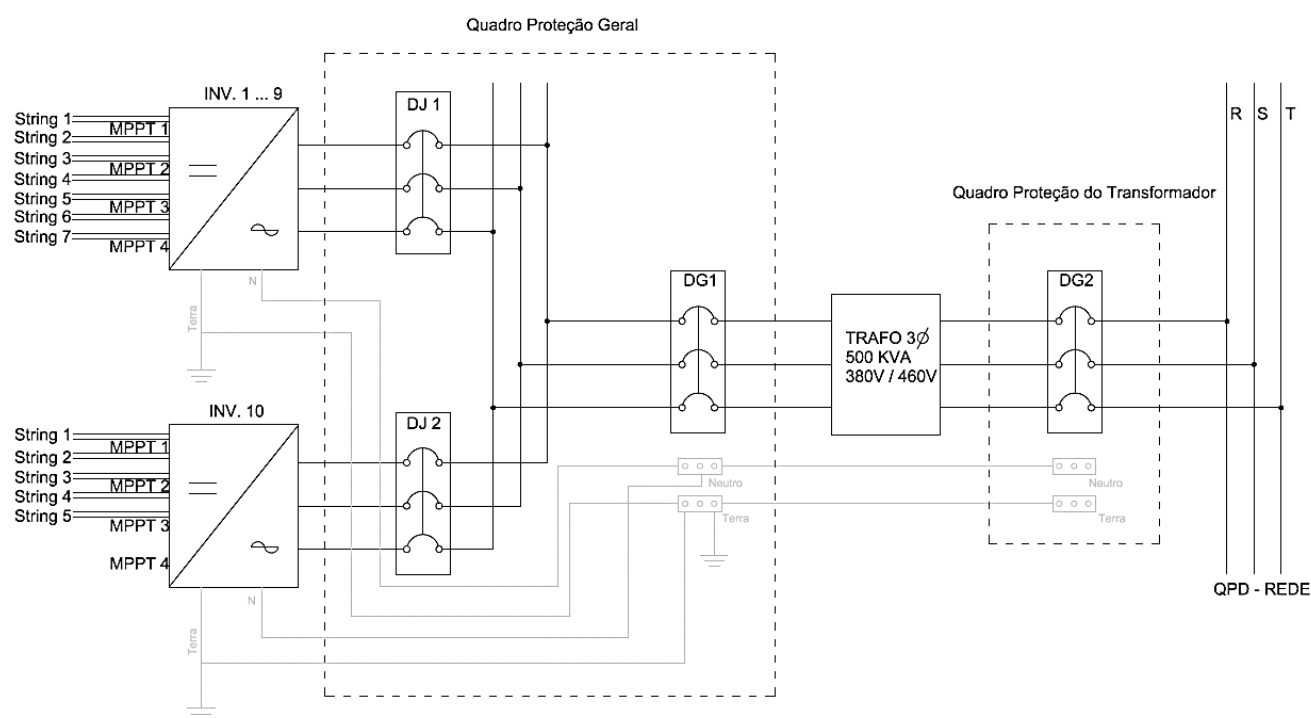 Quadro Proteção Geral
INV. 1 ... 9
DJ 1
String 1
MPPT 1
String 2
String 3
MPPT 2
String 4
String 5
MPPT 3
String 6
String 7
MPPT 4
N
Terra
R S T
Quadro Proteção do Transformador
DG1
DG2
TRAFO 3Ø
500 KVA
380V / 460V
INV. 10
DJ 2
String 1
MPPT 1
String 2
String 3
MPPT 2
String 4
String 5
MPPT 3
MPPT 4
N
Terra
Neutro
Terra
Neutro
Terra
QPD - REDE